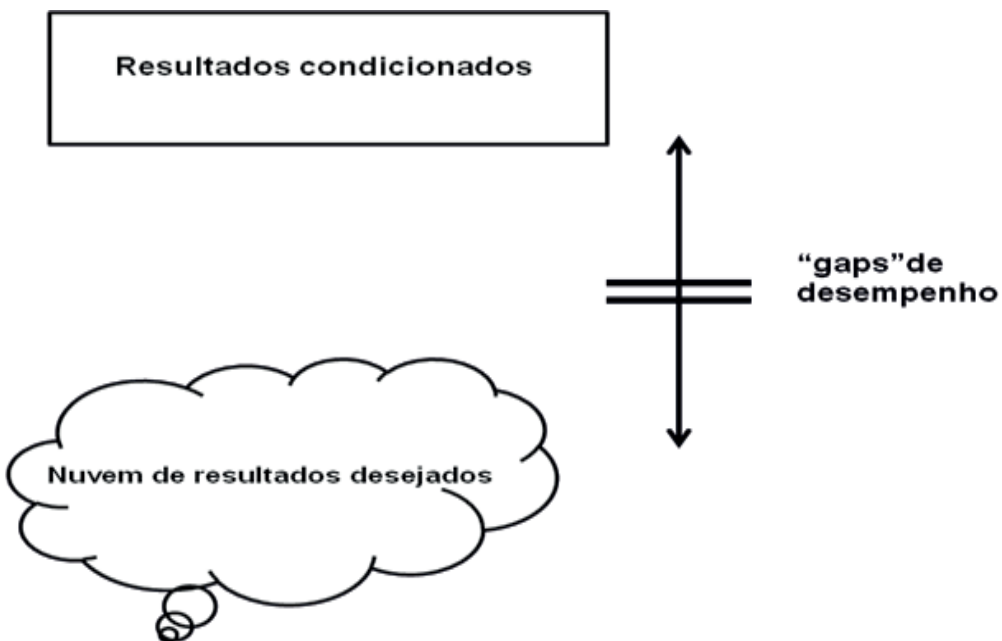 Resultados condicionados
“gaps”de
desempenho
Nuvem de resultados desejados